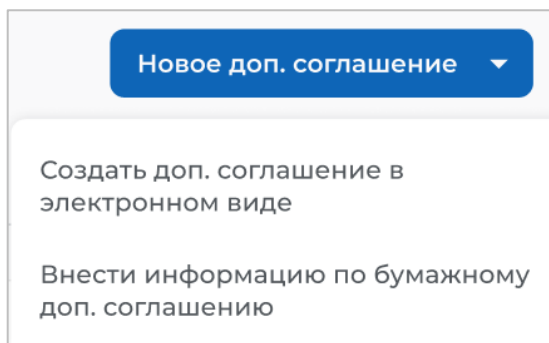 Новое доп. соглашение
Создать доп. соглашение в
электронном виде
Внести информацию по бумажному
доп. соглашению